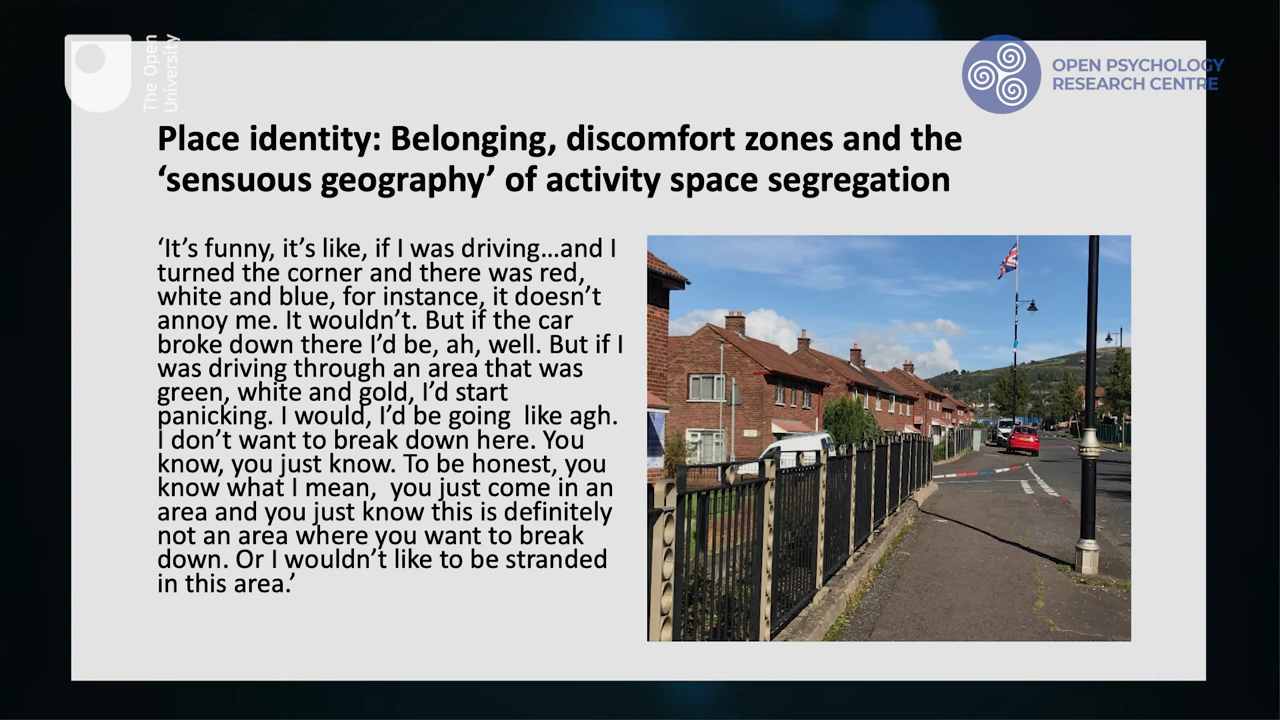 The Open
University
OPEN PSYCHOLOGY
RESEARCH CENTRE
Place identity: Belonging, discomfort zones and the
‘sensuous geography’ of activity space segregation
‘It’s funny, it’s like, if I was driving…and I
turned the corner and there was red,
white and blue, for instance, it doesn’t
annoy me. It wouldn’t. But if the car
broke down there I’d be, ah, well. But if I
was driving through an area that was
green, white and gold, I’d start
panicking. I would, I’d be going  like agh.
I don’t want to break down here. You
know, you just know. To be honest, you
know what I mean,  you just come in an
area and you just know this is definitely
not an area where you want to break
down. Or I wouldn’t like to be stranded
in this area.’